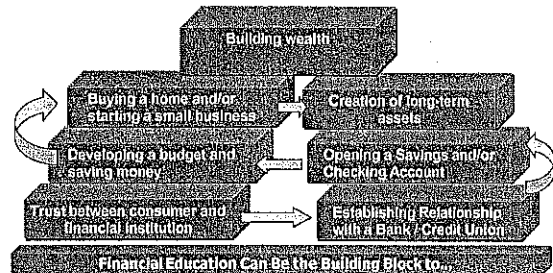 Building wealth
Buying a home and/or
starting a small business
Creation of long-term
assets
Developing a budget and
saving money
Opening a Savings and/or
Checking Account
Trust between consumer and
financial institution
Establishing Relationship
with a Bank / Credit Union
Financial Education Can Be the Building Block to...